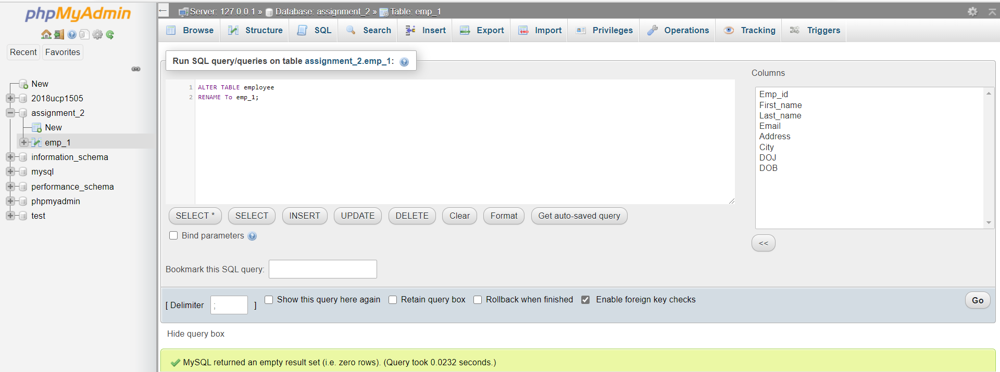 phpMyAdmin
Recent
Favorites
New
2018ucp1505
assignment_2
New
emp_1
information_schema
mysql
performance_schema
phpmyadmin
test
← Server: 127.0.0.1 » Database: assignment_2 » Table: emp_1
Browse Structure SQL Search Insert Export Import Privileges Operations Tracking Triggers
Run SQL query/queries on table assignment_2.emp_1:
1 ALTER TABLE employee
2 RENAME To emp_1;
Columns
Emp_id
First_name
Last_name
Email
Address
City
DOJ
DOB
<<
SELECT * SELECT INSERT UPDATE DELETE Clear Format Get auto-saved query
Bind parameters
Bookmark this SQL query:
[ Delimiter ; ] Show this query here again Retain query box Rollback when finished Enable foreign key checks Go
Hide query box
MySQL returned an empty result set (i.e. zero rows). (Query took 0.0232 seconds.)